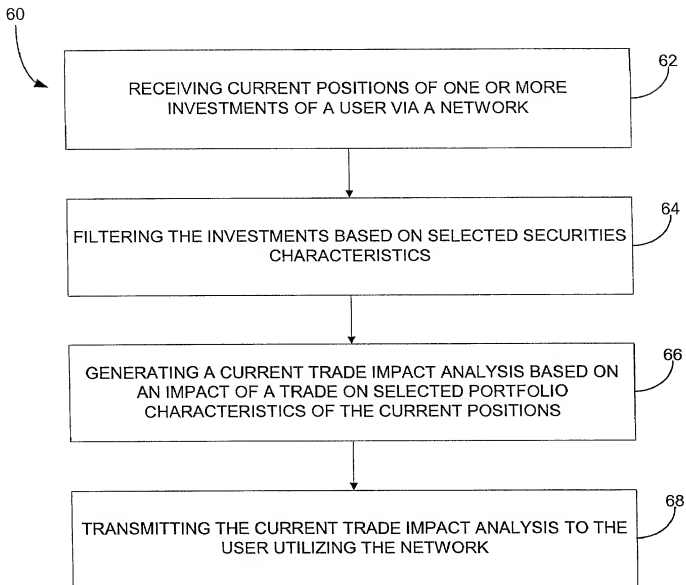 60
62
RECEIVING CURRENT POSITIONS OF ONE OR MORE
INVESTMENTS OF A USER VIA A NETWORK
64
FILTERING THE INVESTMENTS BASED ON SELECTED SECURITIES
CHARACTERISTICS
66
GENERATING A CURRENT TRADE IMPACT ANALYSIS BASED ON
AN IMPACT OF A TRADE ON SELECTED PORTFOLIO
CHARACTERISTICS OF THE CURRENT POSITIONS
68
TRANSMITTING THE CURRENT TRADE IMPACT ANALYSIS TO THE
USER UTILIZING THE NETWORK